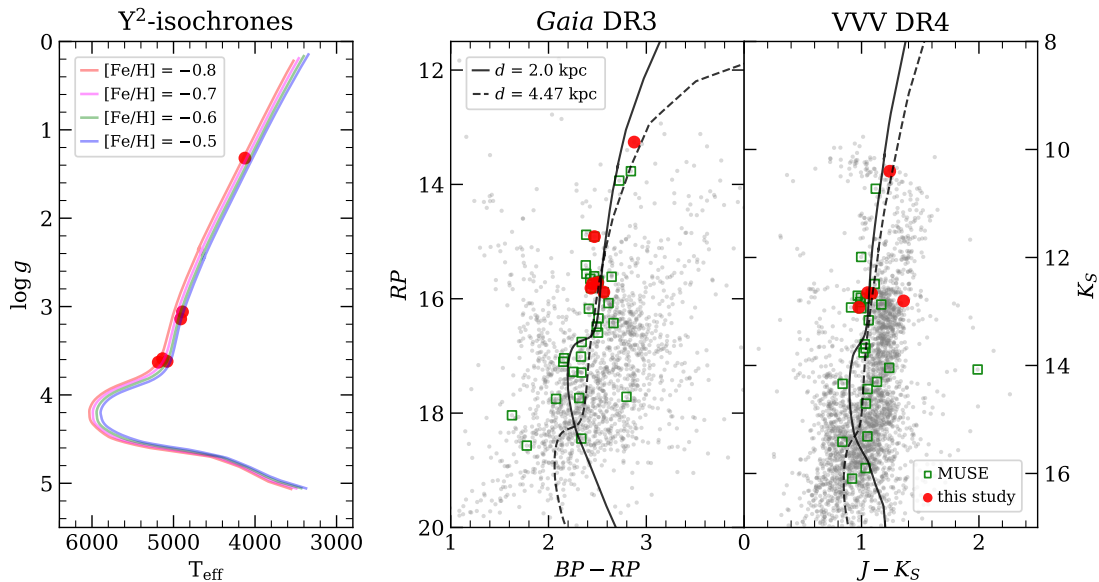 Y²-isochrones
Gaia DR3
VVV DR4
[Fe/H] = −0.8
[Fe/H] = −0.7
[Fe/H] = −0.6
[Fe/H] = −0.5
0
1
2
3
4
5
log g
6000 5000 4000 3000
T_eff
d = 2.0 kpc
d = 4.47 kpc
12
14
16
18
20
RP
1 2 3
BP − RP
MUSE
this study
0 1 2
J − K_S
8
10
12
14
16
K_S